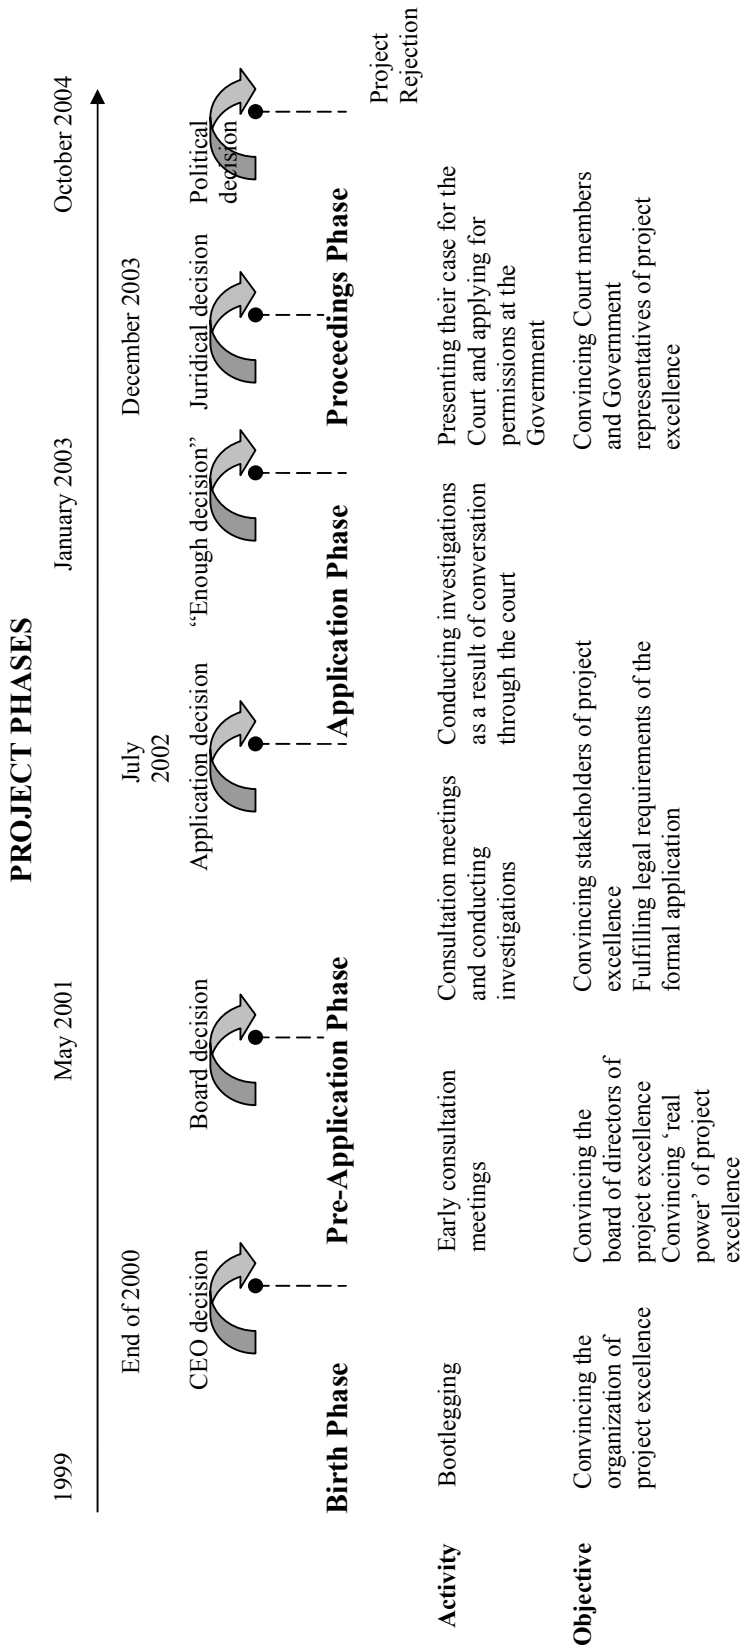 PROJECT PHASES
1999
End of 2000
May 2001
July
2002
January 2003
December 2003
October 2004
CEO decision
Board decision
Application decision
“Enough decision”
Juridical decision
Political
decision
Birth Phase
Pre-Application Phase
Application Phase
Proceedings Phase
Project
Rejection
Activity
Bootlegging
Early consultation
meetings
Consultation meetings
and conducting
investigations
Conducting investigations
as a result of conversation
through the court
Presenting their case for the
Court and applying for
permissions at the
Government
Objective
Convincing the
organization of
project excellence
Convincing the
board of directors of
project excellence
Convincing ‘real
power’ of project
excellence
Convincing stakeholders of project
excellence
Fulfilling legal requirements of the
formal application
Convincing Court members
and Government
representatives of project
excellence